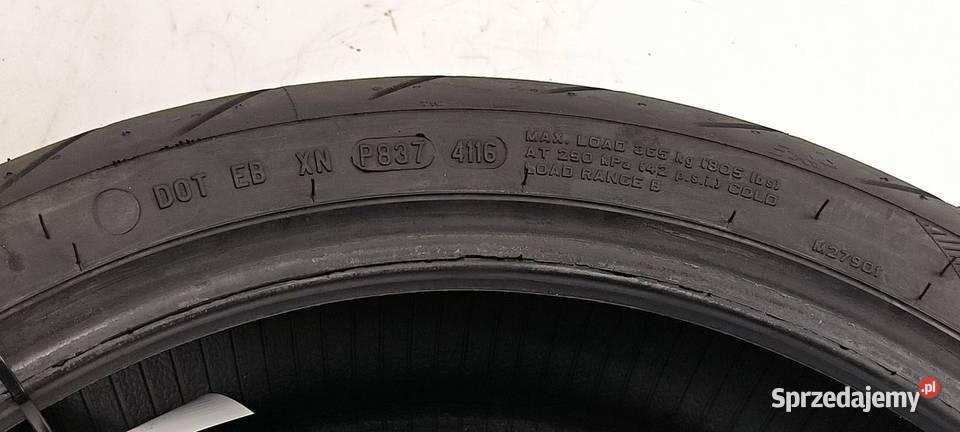 DOT EB XN P837 4116
MAX. LOAD 365 kg (805 lbs)
AT 290 kPa (42 p.s.i.) COLD
LOAD RANGE B
M27901
TWI
Sprzedajemy.pl